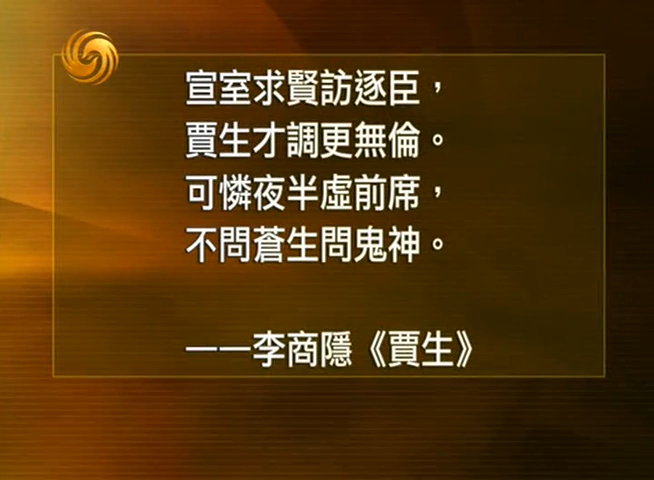 宣室求賢訪逐臣，
賈生才調更無倫。
可憐夜半虛前席，
不問蒼生問鬼神。
——李商隱《賈生》